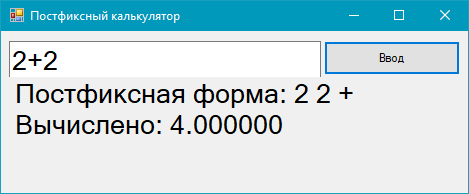 Постфиксный калькулятор
2+2
Ввод
Постфиксная форма: 2 2 +
Вычислено: 4.000000